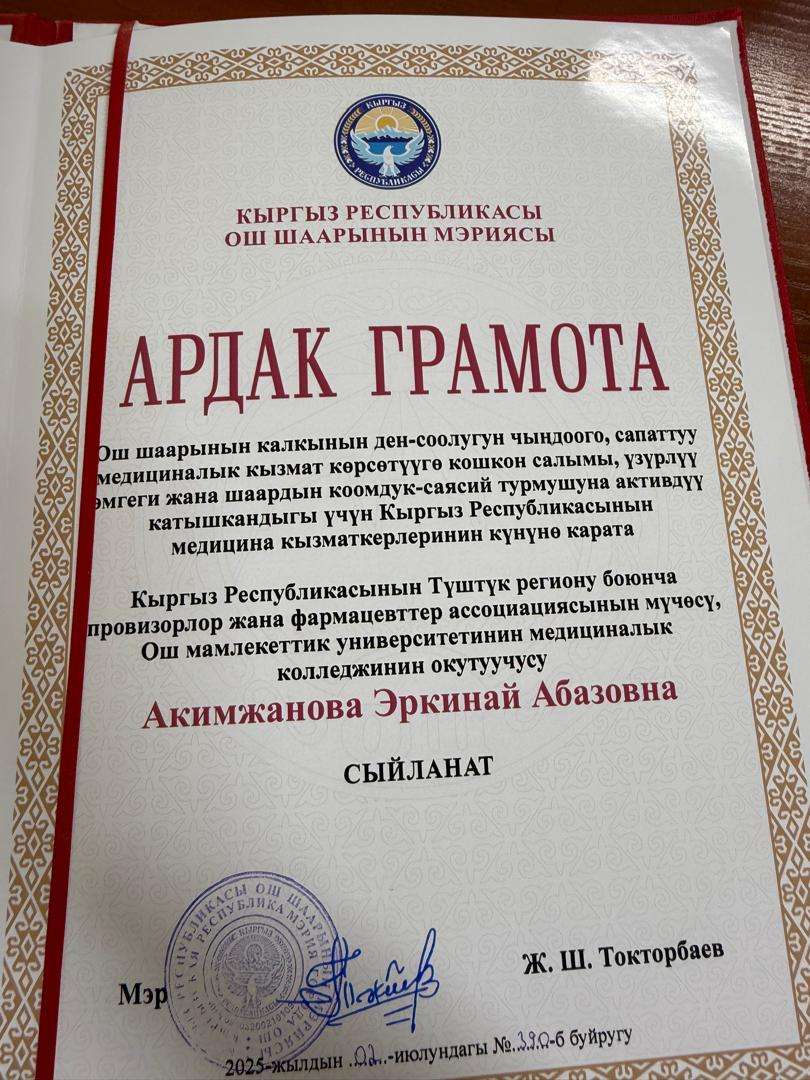 КЫРГЫЗ
РЕСПУБЛИКАСЫ
КЫРГЫЗ РЕСПУБЛИКАСЫ
ОШ ШААРЫНЫН МЭРИЯСЫ
АРДАК ГРАМОТА
Ош шаарынын калкынын ден-соолугун чыңдоого, сапаттуу
медициналык кызмат көрсөтүүгө кошкон салымы, үзүрлүү
эмгеги жана шаардын коомдук-саясий турмушуна активдүү
катышкандыгы үчүн Кыргыз Республикасынын
медицина кызматкерлеринин күнүнө карата
Кыргыз Республикасынын Түштүк региону боюнча
провизорлор жана фармацевттер ассоциациясынын мүчөсү,
Ош мамлекеттик университетинин медициналык
колледжинин окутуучусу
Акимжанова Эркинай Абазовна
СЫЙЛАНАТ
Мэр
Ж. Ш. Токторбаев
2025-жылдын .02.-июлундагы №.390-б буйругу